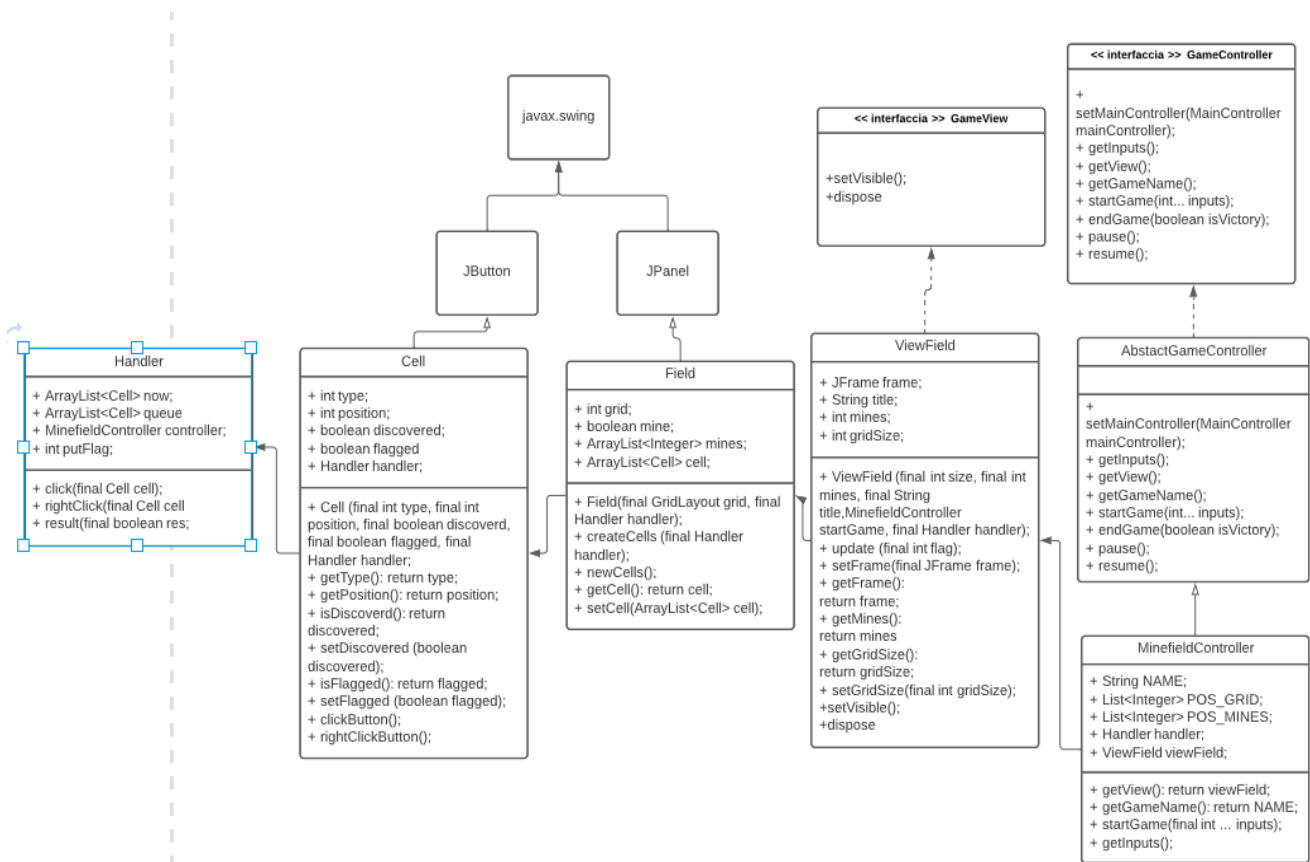 javax.swing
JButton
JPanel
<< interfaccia >> GameView
+setVisible();
+dispose
<< interfaccia >> GameController
+
setMainController(MainController
mainController);
+ getInputs();
+ getView();
+ getGameName();
+ startGame(int... inputs);
+ endGame(boolean isVictory);
+ pause();
+ resume();
Handler
+ ArrayList<Cell> now;
+ ArrayList<Cell> queue
+ MinefieldController controller;
+ int putFlag;
+ click(final Cell cell);
+ rightClick(final Cell cell
+ result(final boolean res;
Cell
+ int type;
+ int position;
+ boolean discovered;
+ boolean flagged
+ Handler handler;
+ Cell (final int type, final int
position, final boolean discoverd,
final boolean flagged, final
Handler handler;
+ getType(): return type;
+ getPosition(): return position;
+ isDiscoverd(): return
discovered;
+ setDiscovered (boolean
discovered);
+ isFlagged(): return flagged;
+ setFlagged (boolean flagged);
+ clickButton();
+ rightClickButton();
Field
+ int grid;
+ boolean mine;
+ ArrayList<Integer> mines;
+ ArrayList<Cell> cell;
+ Field(final GridLayout grid, final
Handler handler);
+ createCells (final Handler
handler);
+ newCells();
+ getCell(): return cell;
+ setCell(ArrayList<Cell> cell);
ViewField
+ JFrame frame;
+ String title;
+ int mines;
+ int gridSize;
+ ViewField (final int size, final int
mines, final String
title,MinefieldController
startGame, final Handler handler);
+ update (final int flag);
+ setFrame(final JFrame frame);
+ getFrame():
return frame;
+ getMines():
return mines
+ getGridSize():
return gridSize;
+ setGridSize(final int gridSize);
+setVisible();
+dispose
AbstactGameController
+
setMainController(MainController
mainController);
+ getInputs();
+ getView();
+ getGameName();
+ startGame(int... inputs);
+ endGame(boolean isVictory);
+ pause();
+ resume();
MinefieldController
+ String NAME;
+ List<Integer> POS_GRID;
+ List<Integer> POS_MINES;
+ Handler handler;
+ ViewField viewField;
+ getView(): return viewField;
+ getGameName(): return NAME;
+ startGame(final int ... inputs);
+ getInputs();